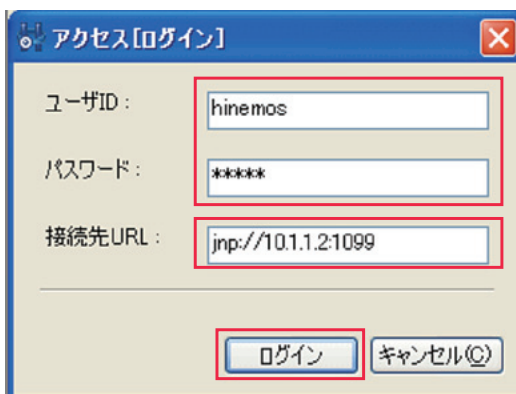 アクセス[ログイン]
ユーザID : hinemos
パスワード : *****
接続先URL : jnp://10.1.1.2:1099
ログイン キャンセル(C)